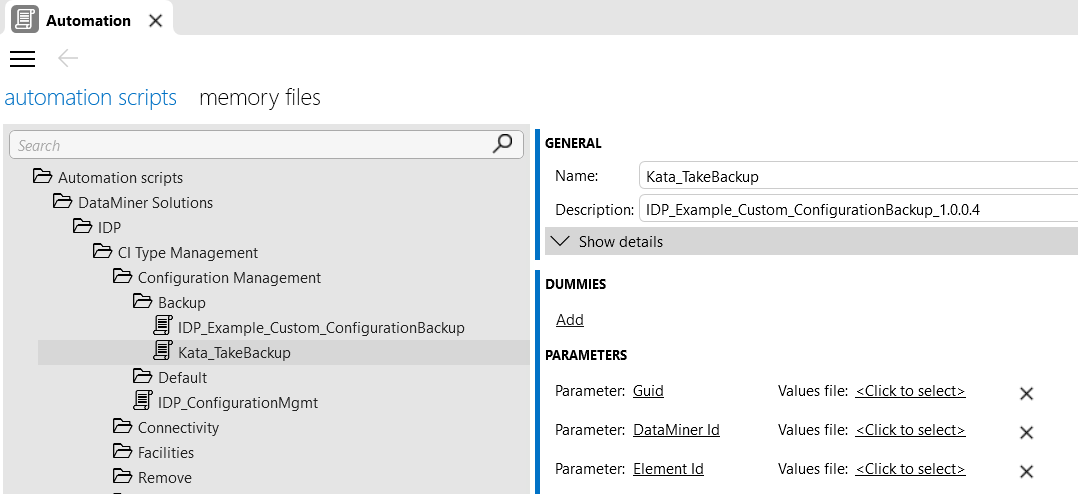 Automation
automation scripts memory files
Search
Automation scripts
DataMiner Solutions
IDP
CI Type Management
Configuration Management
Backup
IDP_Example_Custom_ConfigurationBackup
Kata_TakeBackup
Default
IDP_ConfigurationMgmt
Connectivity
Facilities
Remove
GENERAL
Name: Kata_TakeBackup
Description: IDP_Example_Custom_ConfigurationBackup_1.0.0.4
Show details
DUMMIES
Add
PARAMETERS
Parameter: Guid Values file: <Click to select>
Parameter: DataMiner Id Values file: <Click to select>
Parameter: Element Id Values file: <Click to select>